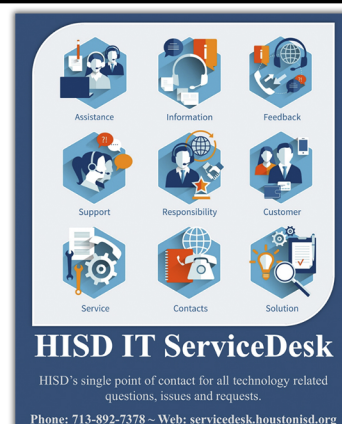 Assistance
Information
Feedback
?!
Support
Responsibility
Customer
Service
Contacts
Solution
HISD IT ServiceDesk
HISD's single point of contact for all technology related
questions, issues and requests.
Phone: 713-892-7378 ~ Web: servicedesk.houstonisd.org